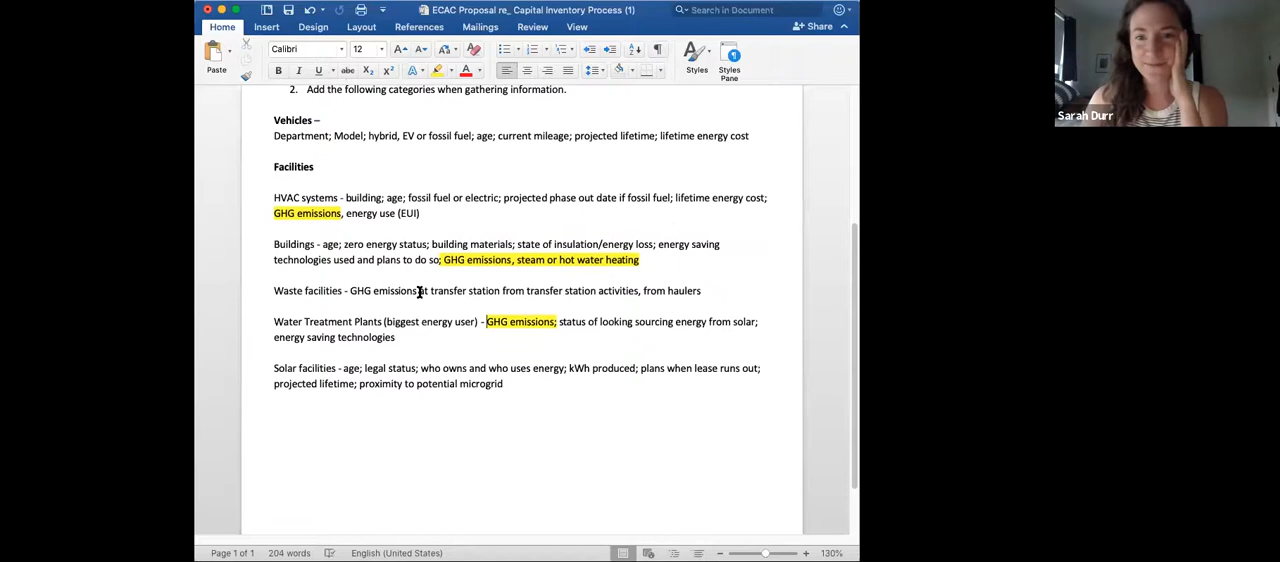 ECAC Proposal re_ Capital Inventory Process (1)
Search in Document
Home Insert Design Layout References Mailings Review View Share
Paste
Calibri 12
Styles
Styles Pane
2. Add the following categories when gathering information.
Vehicles –
Department; Model; hybrid, EV or fossil fuel; age; current mileage; projected lifetime; lifetime energy cost
Facilities
HVAC systems - building; age; fossil fuel or electric; projected phase out date if fossil fuel; lifetime energy cost;
GHG emissions, energy use (EUI)
Buildings - age; zero energy status; building materials; state of insulation/energy loss; energy saving
technologies used and plans to do so; GHG emissions, steam or hot water heating
Waste facilities - GHG emissions at transfer station from transfer station activities, from haulers
Water Treatment Plants (biggest energy user) - GHG emissions; status of looking sourcing energy from solar;
energy saving technologies
Solar facilities - age; legal status; who owns and who uses energy; kWh produced; plans when lease runs out;
projected lifetime; proximity to potential microgrid
Page 1 of 1 204 words English (United States) 130%
Sarah Durr